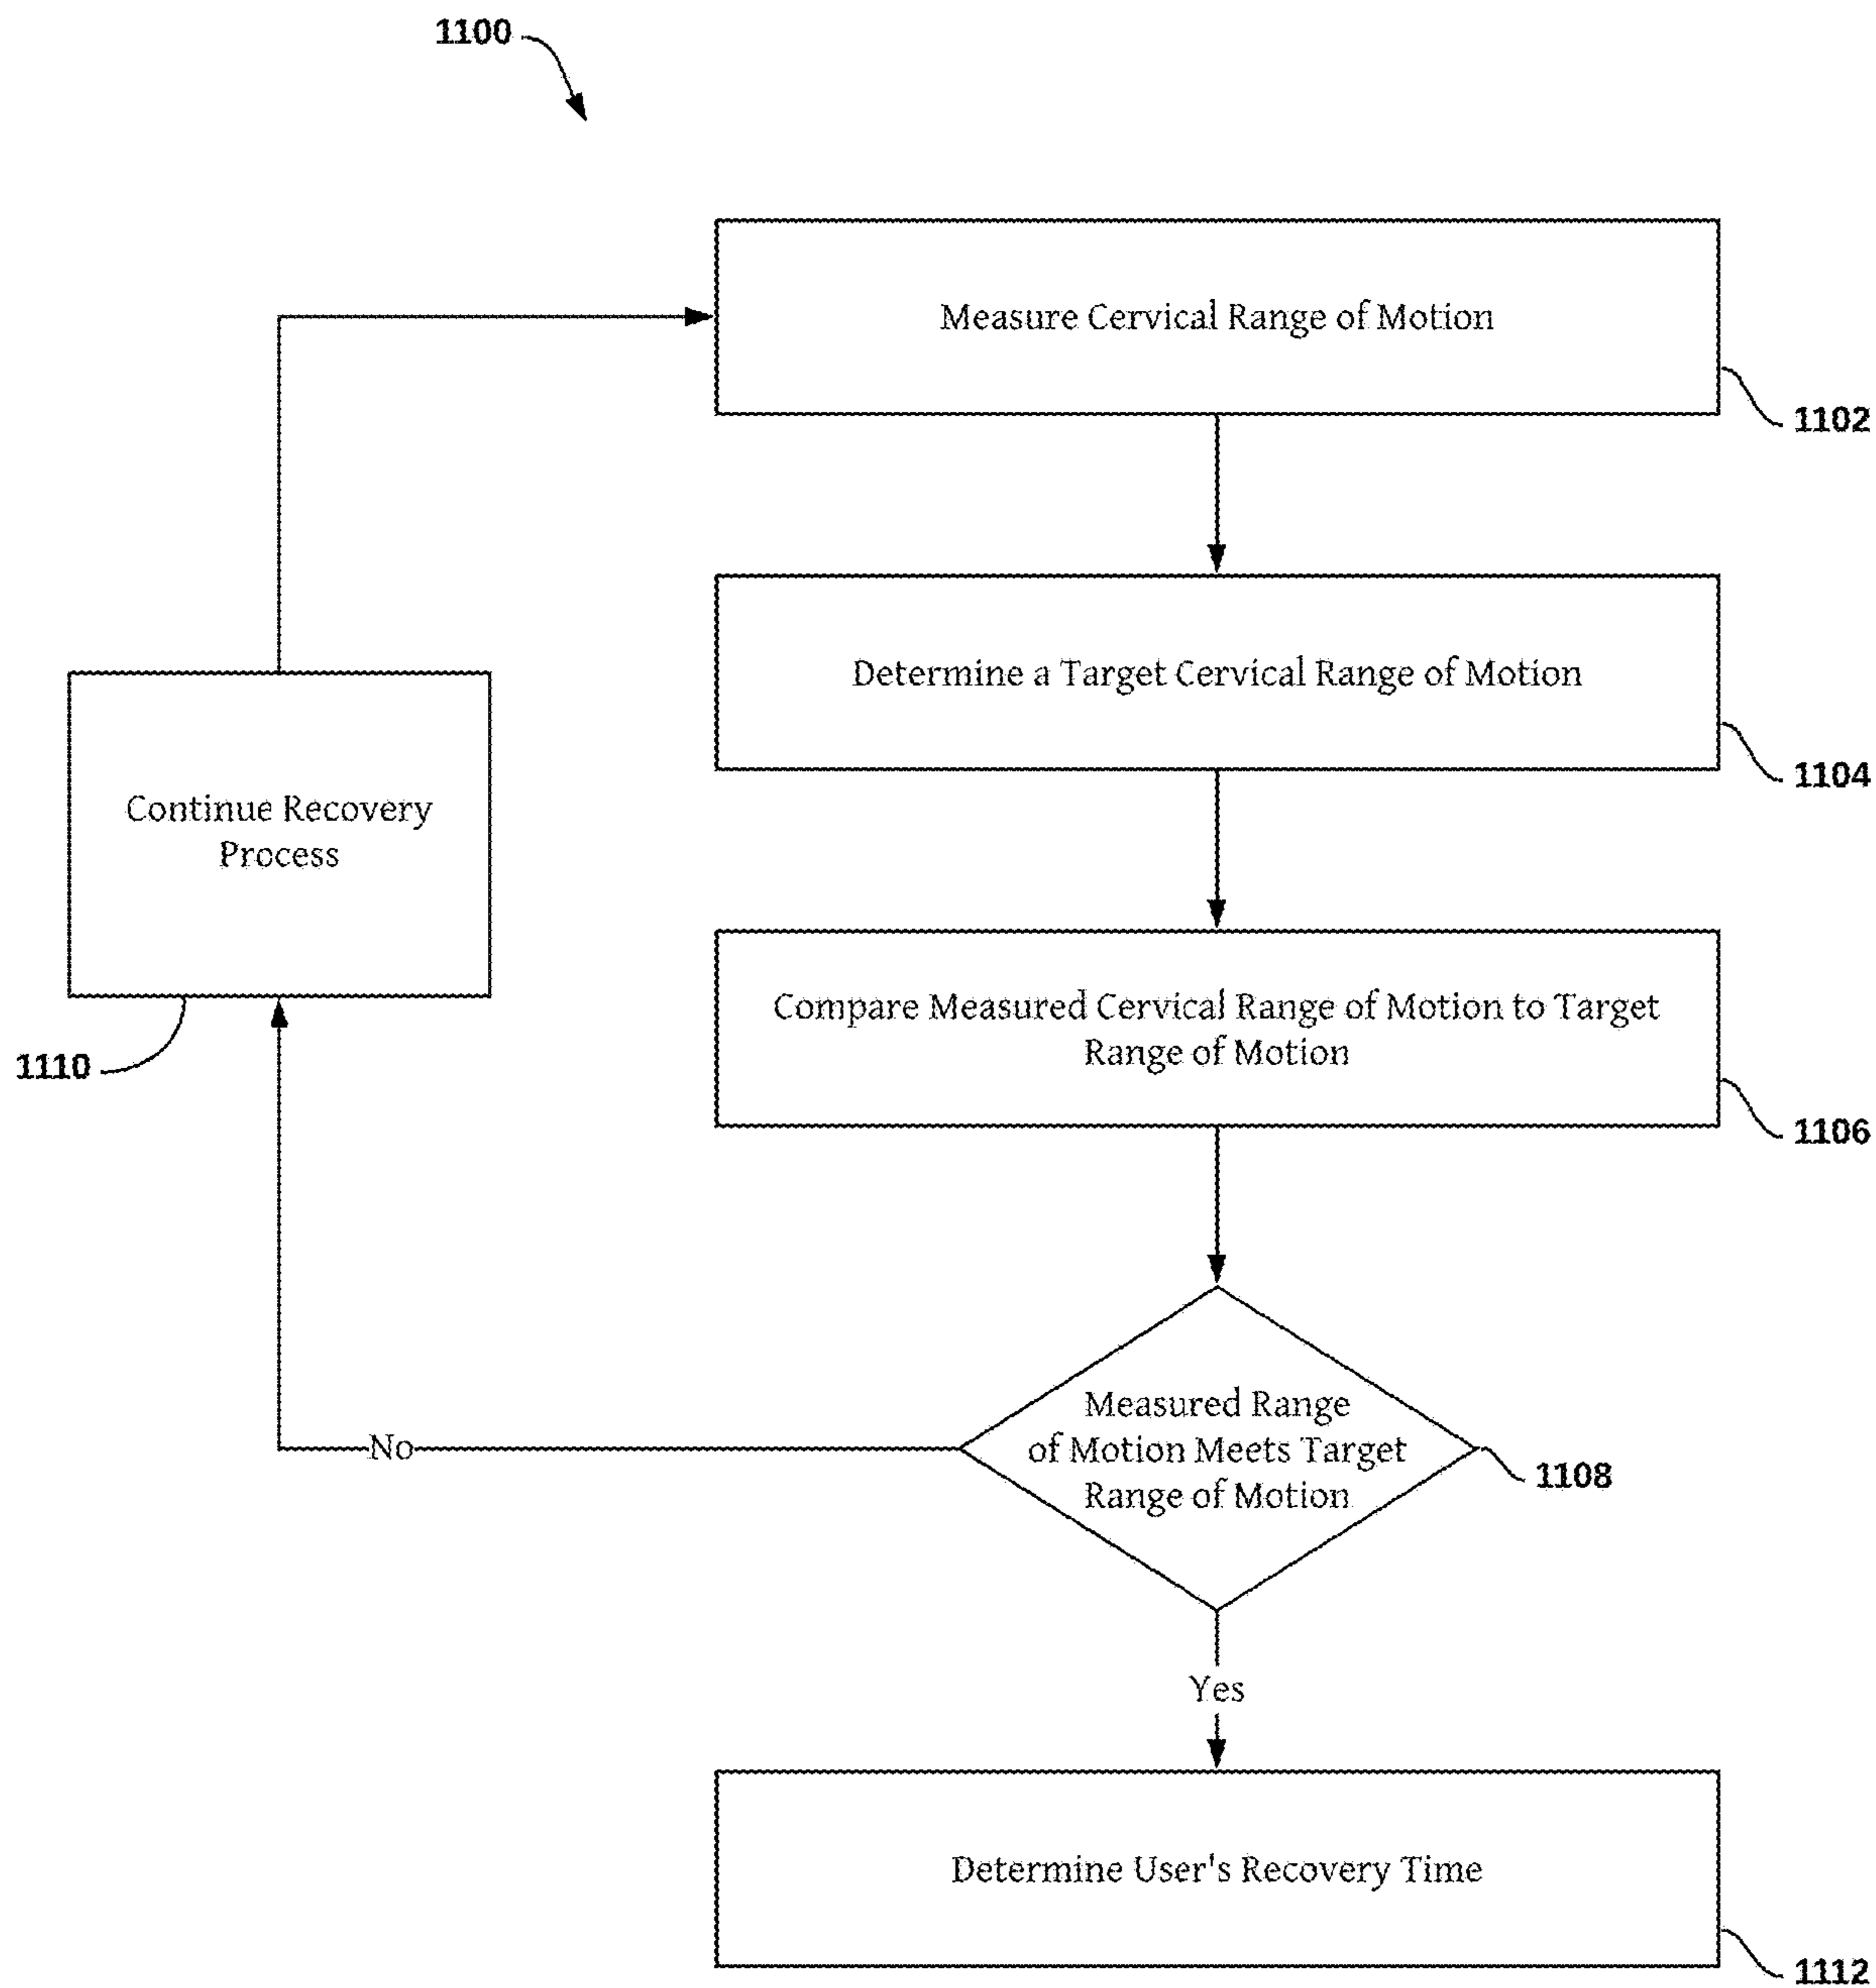 1100
Measure Cervical Range of Motion
1102
Determine a Target Cervical Range of Motion
1104
Continue Recovery
Process
1110
Compare Measured Cervical Range of Motion to Target
Range of Motion
1106
Measured Range
of Motion Meets Target
Range of Motion
1108
No
Yes
Determine User's Recovery Time
1112